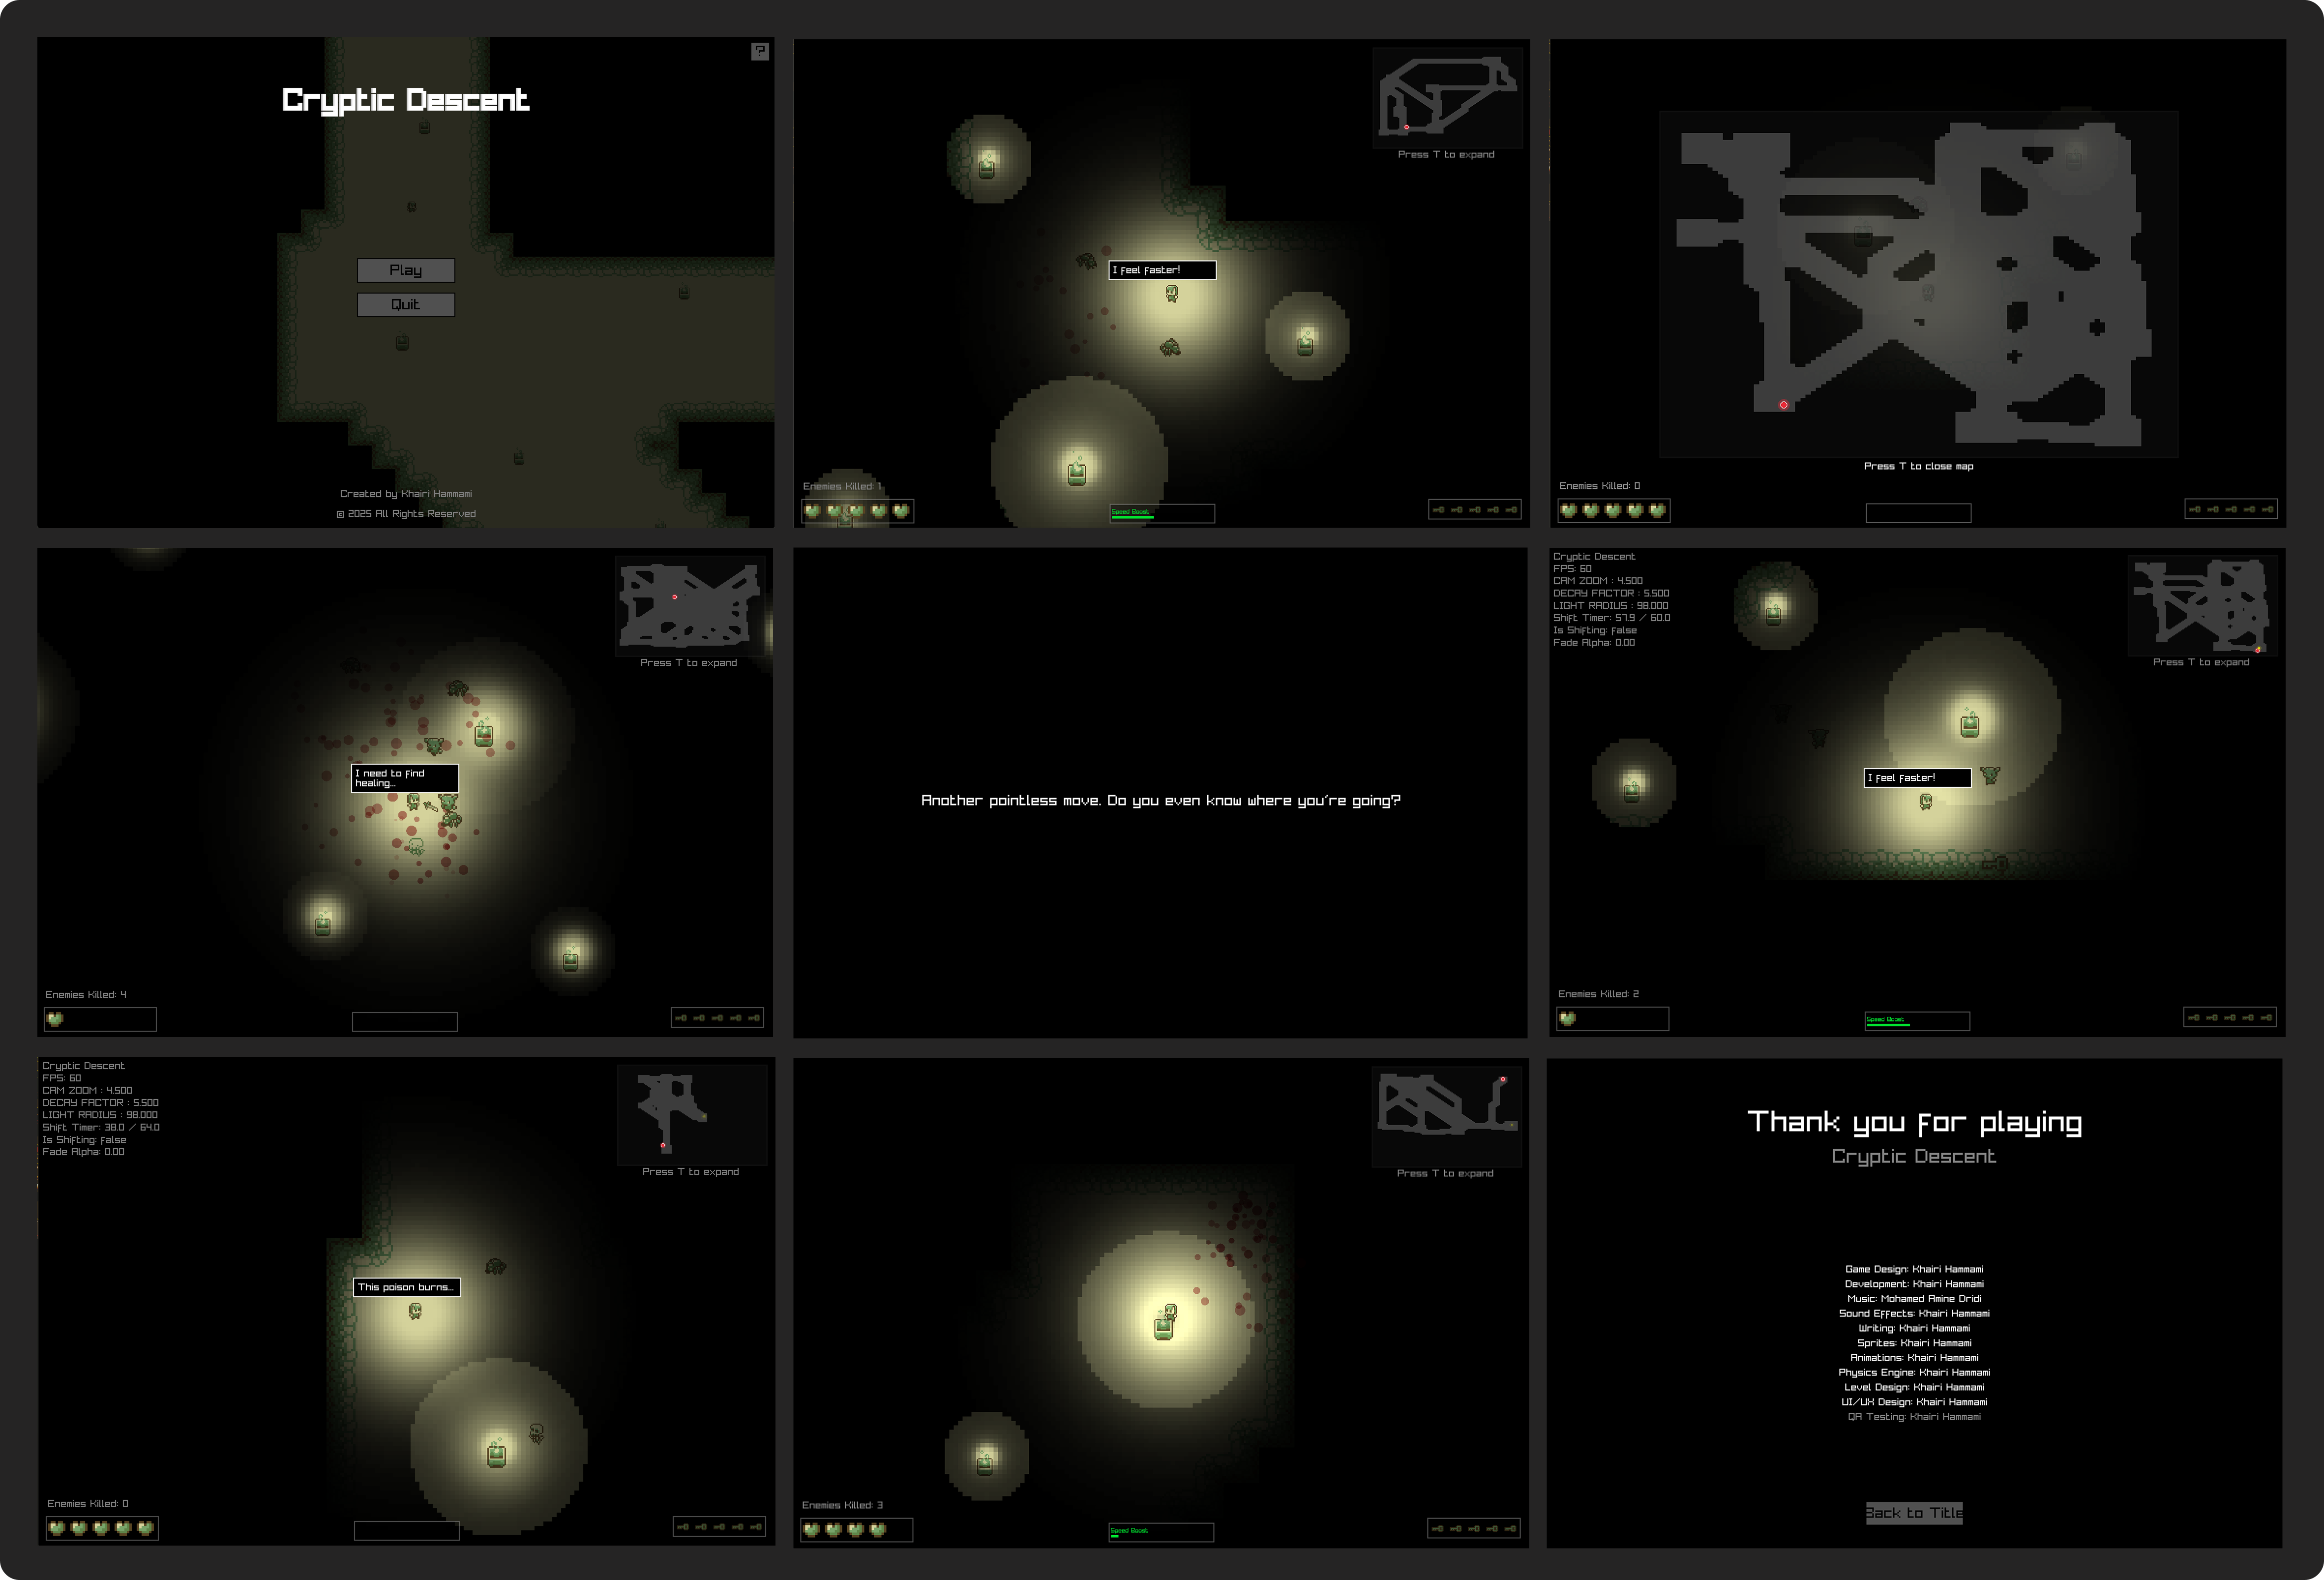 ?
Cryptic Descent
Play
Quit
Created by Khairi Hammami
© 2025 All Rights Reserved
Press T to expand
I feel faster!
Enemies Killed: 1
Speed Boost
Press T to close map
Enemies Killed: 0
Press T to expand
I need to find
healing...
Enemies Killed: 4
Another pointless move. Do you even know where you're going?
Cryptic Descent
FPS: 60
CAM ZOOM : 4.500
DECAY FACTOR : 5.500
LIGHT RADIUS : 98.000
Shift Timer: 57.9 / 60.0
Is Shifting: false
Fade Alpha: 0.00
Press T to expand
I feel faster!
Enemies Killed: 2
Speed Boost
Cryptic Descent
FPS: 60
CAM ZOOM : 4.500
DECAY FACTOR : 5.500
LIGHT RADIUS : 98.000
Shift Timer: 38.0 / 64.0
Is Shifting: false
Fade Alpha: 0.00
Press T to expand
This poison burns...
Enemies Killed: 0
Press T to expand
Enemies Killed: 3
Speed Boost
Thank you for playing
Cryptic Descent
Game Design: Khairi Hammami
Development: Khairi Hammami
Music: Mohamed Amine Dridi
Sound Effects: Khairi Hammami
Writing: Khairi Hammami
Sprites: Khairi Hammami
Animations: Khairi Hammami
Physics Engine: Khairi Hammami
Level Design: Khairi Hammami
UI/UX Design: Khairi Hammami
QA Testing: Khairi Hammami
Back to Title